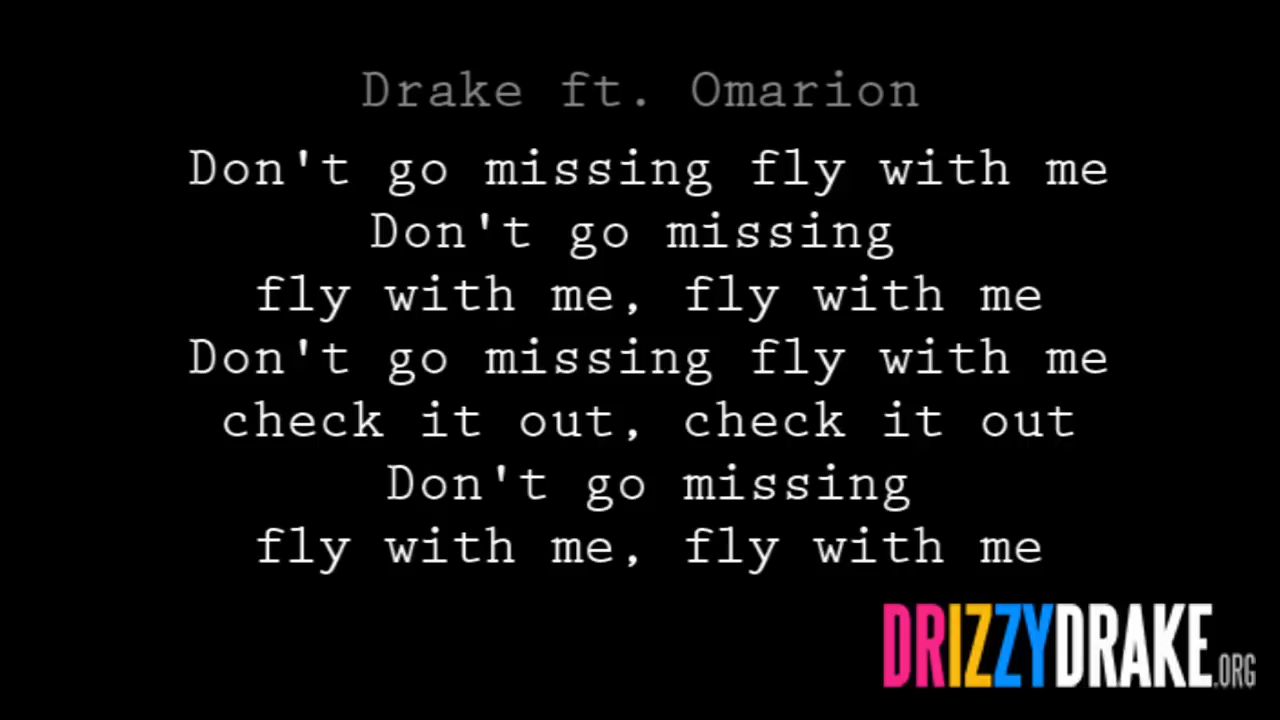 Drake ft. Omarion
Don't go missing fly with me
Don't go missing
fly with me, fly with me
Don't go missing fly with me
check it out, check it out
Don't go missing
fly with me, fly with me
DRIZZYDRAKE.ORG